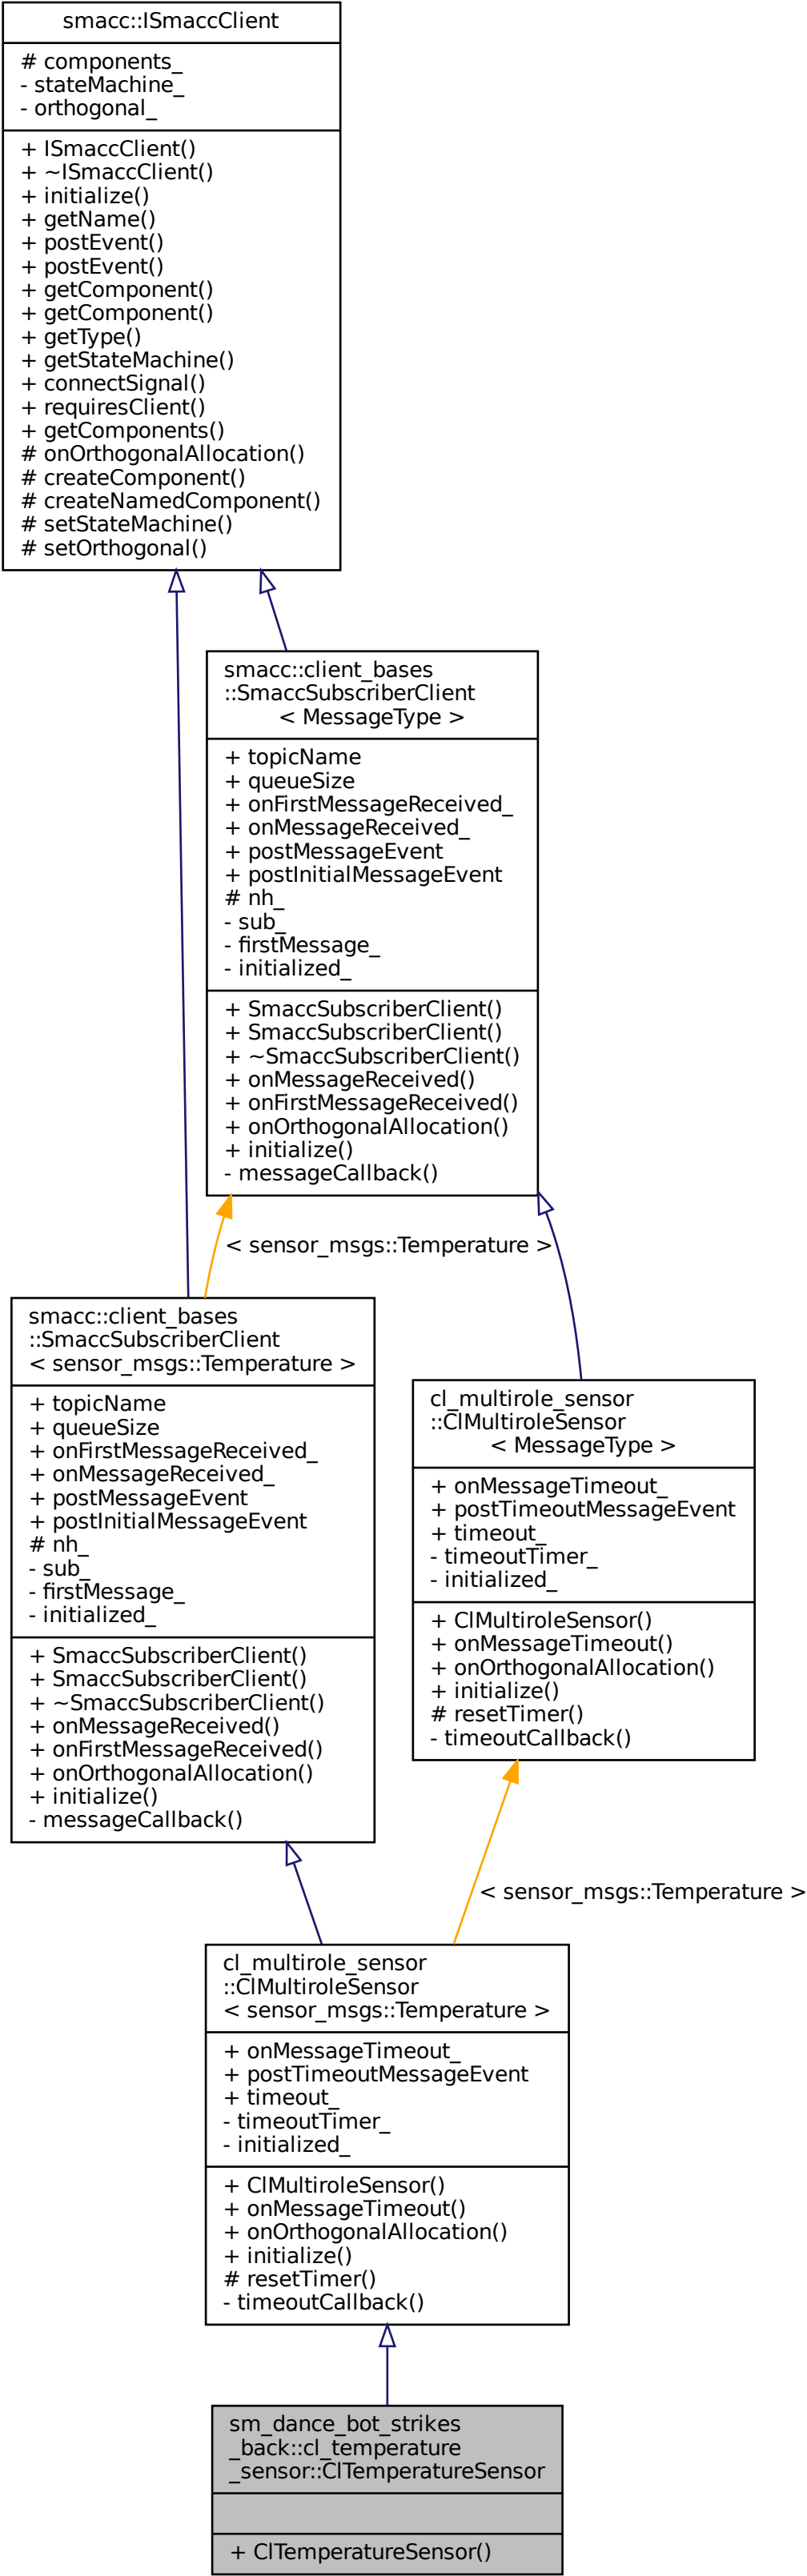 smacc::ISmaccClient
# components_
- stateMachine_
- orthogonal_
+ ISmaccClient()
+ ~ISmaccClient()
+ initialize()
+ getName()
+ postEvent()
+ postEvent()
+ getComponent()
+ getComponent()
+ getType()
+ getStateMachine()
+ connectSignal()
+ requiresClient()
+ getComponents()
# onOrthogonalAllocation()
# createComponent()
# createNamedComponent()
# setStateMachine()
# setOrthogonal()
smacc::client_bases
::SmaccSubscriberClient
< MessageType >
+ topicName
+ queueSize
+ onFirstMessageReceived_
+ onMessageReceived_
+ postMessageEvent
+ postInitialMessageEvent
# nh_
- sub_
- firstMessage_
- initialized_
+ SmaccSubscriberClient()
+ SmaccSubscriberClient()
+ ~SmaccSubscriberClient()
+ onMessageReceived()
+ onFirstMessageReceived()
+ onOrthogonalAllocation()
+ initialize()
- messageCallback()
< sensor_msgs::Temperature >
smacc::client_bases
::SmaccSubscriberClient
< sensor_msgs::Temperature >
+ topicName
+ queueSize
+ onFirstMessageReceived_
+ onMessageReceived_
+ postMessageEvent
+ postInitialMessageEvent
# nh_
- sub_
- firstMessage_
- initialized_
+ SmaccSubscriberClient()
+ SmaccSubscriberClient()
+ ~SmaccSubscriberClient()
+ onMessageReceived()
+ onFirstMessageReceived()
+ onOrthogonalAllocation()
+ initialize()
- messageCallback()
cl_multirole_sensor
::ClMultiroleSensor
< MessageType >
+ onMessageTimeout_
+ postTimeoutMessageEvent
+ timeout_
- timeoutTimer_
- initialized_
+ ClMultiroleSensor()
+ onMessageTimeout()
+ onOrthogonalAllocation()
+ initialize()
# resetTimer()
- timeoutCallback()
< sensor_msgs::Temperature >
cl_multirole_sensor
::ClMultiroleSensor
< sensor_msgs::Temperature >
+ onMessageTimeout_
+ postTimeoutMessageEvent
+ timeout_
- timeoutTimer_
- initialized_
+ ClMultiroleSensor()
+ onMessageTimeout()
+ onOrthogonalAllocation()
+ initialize()
# resetTimer()
- timeoutCallback()
sm_dance_bot_strikes
_back::cl_temperature
_sensor::ClTemperatureSensor
+ ClTemperatureSensor()